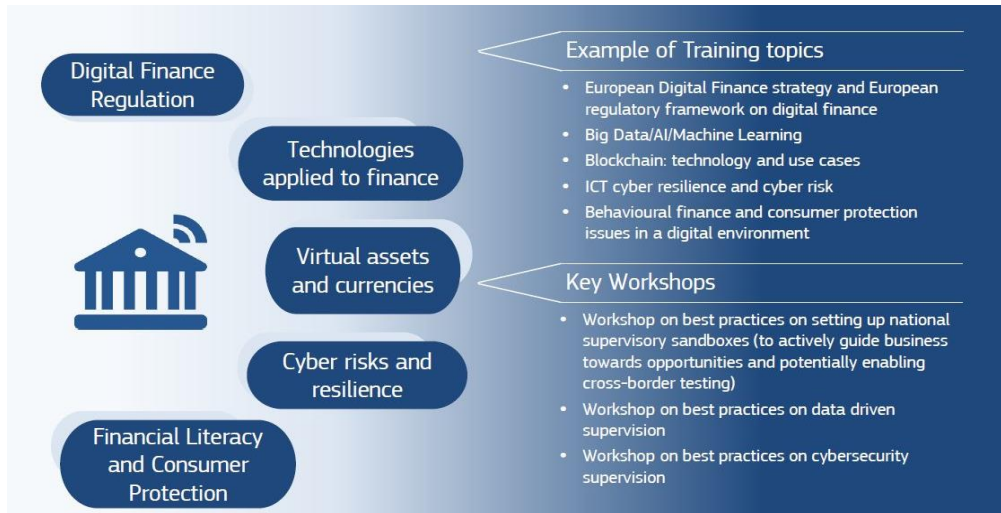 Digital Finance
Regulation
Technologies
applied to finance
Virtual assets
and currencies
Cyber risks and
resilience
Financial Literacy
and Consumer
Protection
Example of Training topics
• European Digital Finance strategy and European
regulatory framework on digital finance
• Big Data/AI/Machine Learning
• Blockchain: technology and use cases
• ICT cyber resilience and cyber risk
• Behavioural finance and consumer protection
issues in a digital environment
Key Workshops
• Workshop on best practices on setting up national
supervisory sandboxes (to actively guide business
towards opportunities and potentially enabling
cross-border testing)
• Workshop on best practices on data driven
supervision
• Workshop on best practices on cybersecurity
supervision